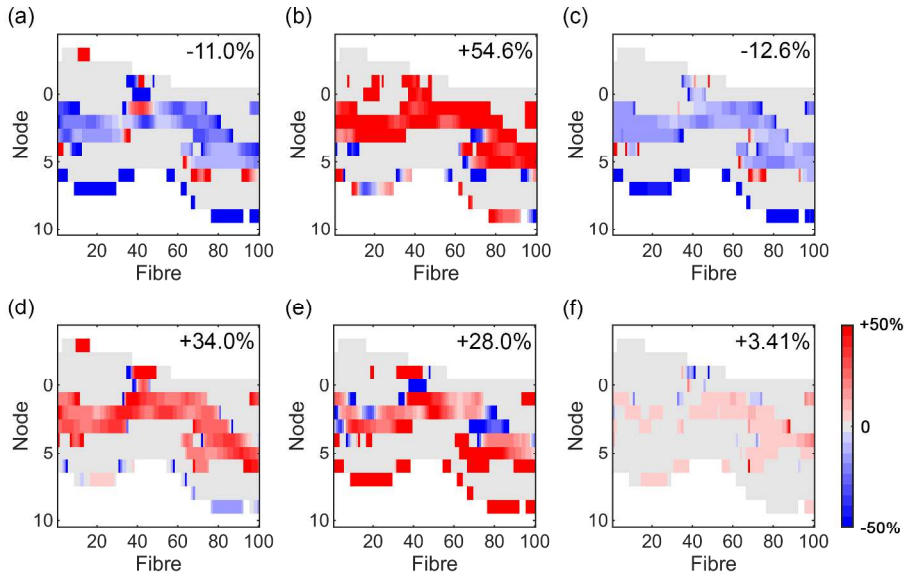 (a) (b) (c)
-11.0% +54.6% -12.6%
Node 0 5 10
Node 0 5 10
Node 0 5 10
20 40 60 80 100
20 40 60 80 100
20 40 60 80 100
Fibre Fibre Fibre
(d) (e) (f)
+34.0% +28.0% +3.41%
Node 0 5 10
Node 0 5 10
Node 0 5 10
20 40 60 80 100
20 40 60 80 100
20 40 60 80 100
Fibre Fibre Fibre
+50%
0
-50%